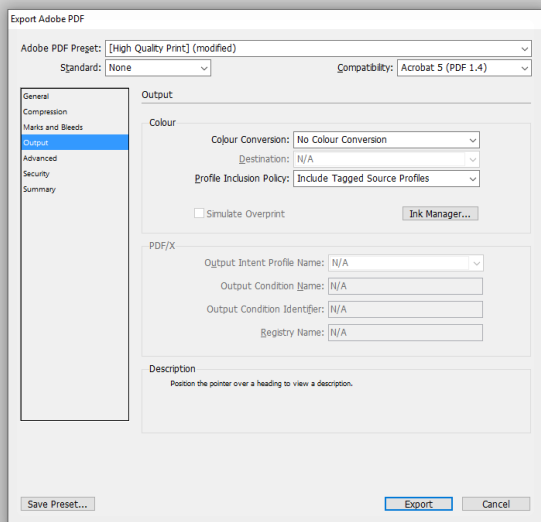 Export Adobe PDF
Adobe PDF Preset: [High Quality Print] (modified)
Standard: None Compatibility: Acrobat 5 (PDF 1.4)
General
Compression
Marks and Bleeds
Output
Advanced
Security
Summary
Output
Colour
Colour Conversion: No Colour Conversion
Destination: N/A
Profile Inclusion Policy: Include Tagged Source Profiles
Simulate Overprint Ink Manager...
PDF/X
Output Intent Profile Name: N/A
Output Condition Name: N/A
Output Condition Identifier: N/A
Registry Name: N/A
Description
Position the pointer over a heading to view a description.
Save Preset... Export Cancel